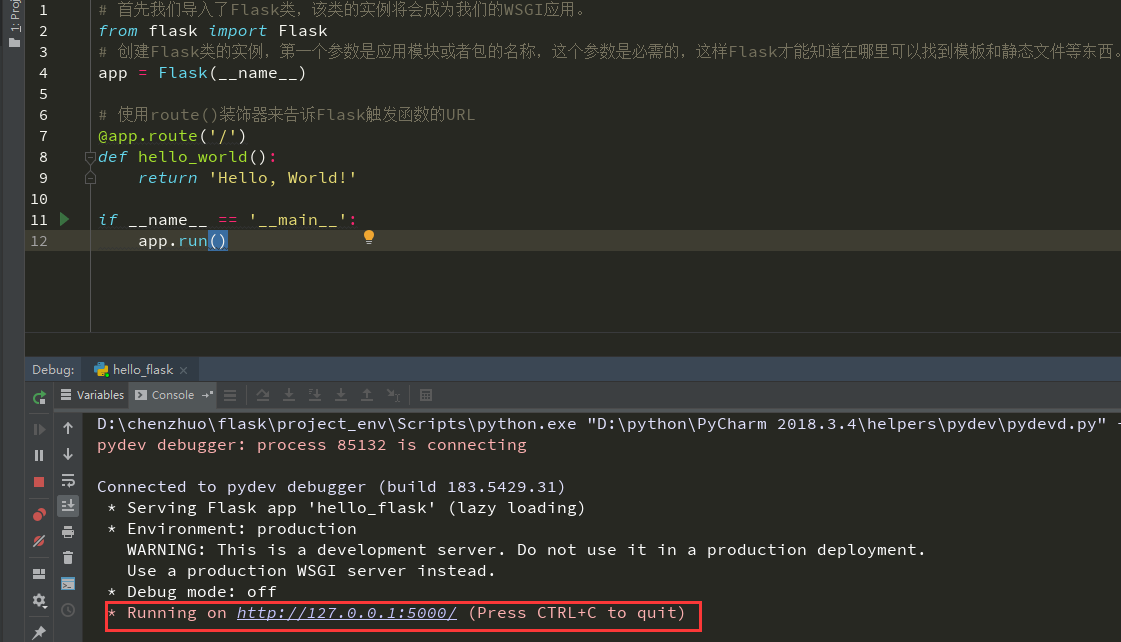 1: Proj
1 # 首先我们导入了Flask类，该类的实例将会成为我们的WSGI应用。
2 from flask import Flask
3 # 创建Flask类的实例，第一个参数是应用模块或者包的名称，这个参数是必需的，这样Flask才能知道在哪里可以找到模板和静态文件等东西。
4 app = Flask(__name__)
5
6 # 使用route()装饰器来告诉Flask触发函数的URL
7 @app.route('/')
8 def hello_world():
9 return 'Hello, World!'
10
11 if __name__ == '__main__':
12 app.run()
Debug: hello_flask
Variables Console
D:\chenzhuo\flask\project_env\Scripts\python.exe "D:\python\PyCharm 2018.3.4\helpers\pydev\pydevd.py" -
pydev debugger: process 85132 is connecting
Connected to pydev debugger (build 183.5429.31)
* Serving Flask app 'hello_flask' (lazy loading)
* Environment: production
WARNING: This is a development server. Do not use it in a production deployment.
Use a production WSGI server instead.
* Debug mode: off
* Running on http://127.0.0.1:5000/ (Press CTRL+C to quit)